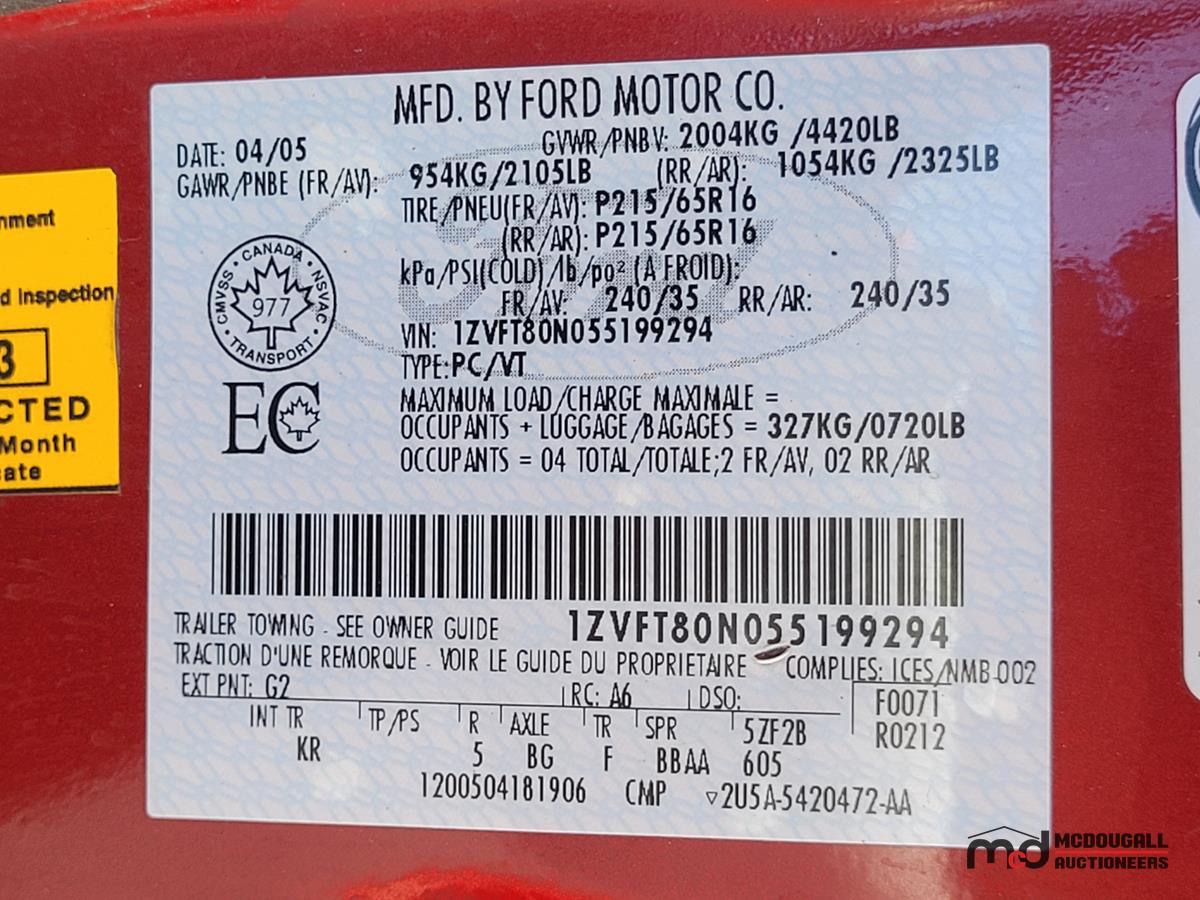 MFD. BY FORD MOTOR CO.
DATE: 04/05
GVWR/PNBV: 2004KG /4420LB
GAWR/PNBE (FR/AV): 954KG/2105LB (RR/AR): 1054KG /2325LB
TIRE/PNEU(FR/AV): P215/65R16
(RR/AR): P215/65R16
kPa/PSI(COLD)/lb/po² (A FROID):
FR/AV: 240/35 RR/AR: 240/35
VIN: 1ZVFT80N055199294
TYPE:PC/VT
CANADA
CMVSS NSVAC
977
TRANSPORT
EC
MAXIMUM LOAD/CHARGE MAXIMALE =
OCCUPANTS + LUGGAGE/BAGAGES = 327KG/0720LB
OCCUPANTS = 04 TOTAL/TOTALE;2 FR/AV, 02 RR/AR
TRAILER TOWING - SEE OWNER GUIDE 1ZVFT80N055199294
TRACTION D'UNE REMORQUE - VOIR LE GUIDE DU PROPRIETAIRE COMPLIES: ICES/NMB-002
EXT PNT: G2 RC: A6 DSO: F0071
INT TR TP/PS R AXLE TR SPR 5ZF2B R0212
KR 5 BG F BBAA 605
1200504181906 CMP ▽2U5A-5420472-AA
nment
d Inspection
3
CTED
Month
ate
mcd MCDOUGALL
AUCTIONEERS